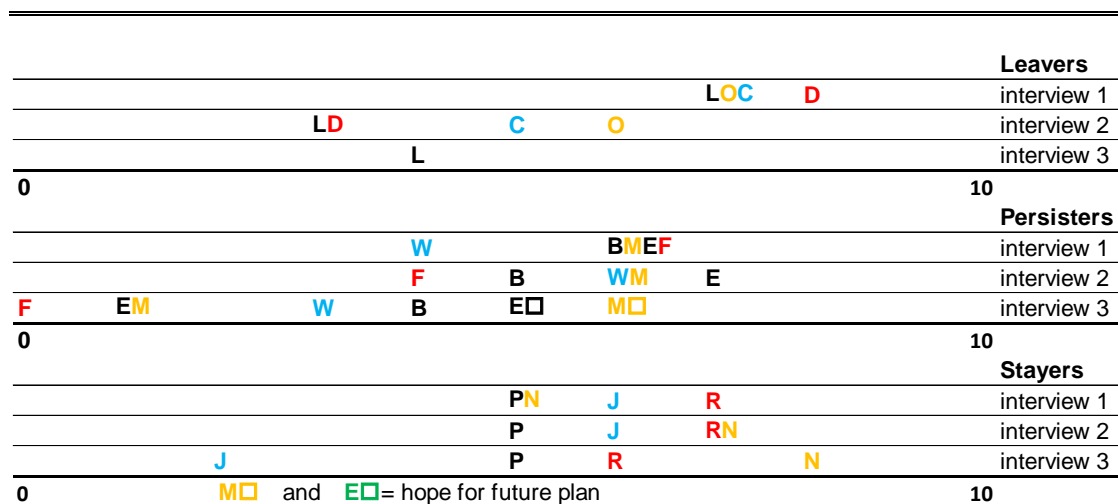 Leavers
LOC D interview 1
LD C O interview 2
L interview 3
0 10
Persisters
W BMEF interview 1
F B WM E interview 2
F EM W B E□ M□ interview 3
0 10
Stayers
PN J R interview 1
P J RN interview 2
J P R N interview 3
0 M□ and E□= hope for future plan 10